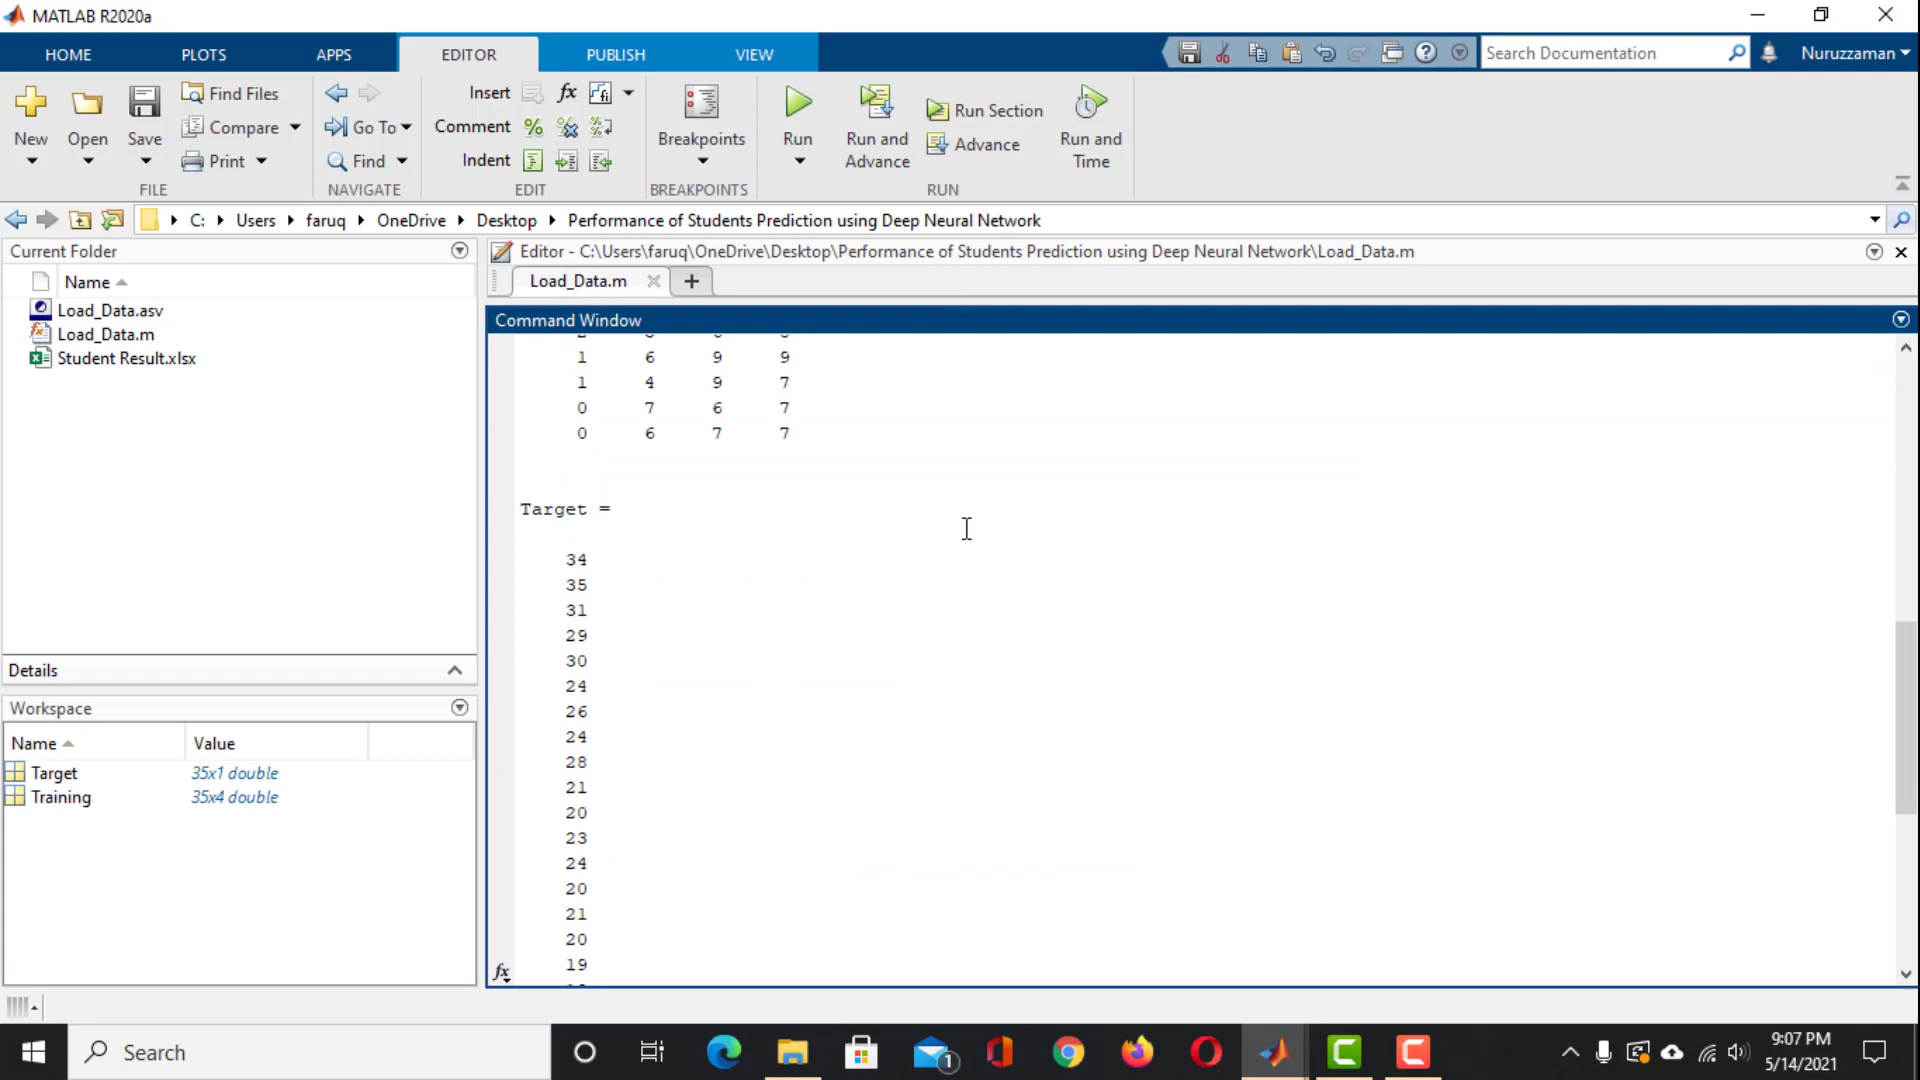 MATLAB R2020a
HOME PLOTS APPS EDITOR PUBLISH VIEW
Search Documentation
Nuruzzaman
New
Open
Save
Find Files
Compare
Print
FILE
Go To
Find
NAVIGATE
Insert
Comment
Indent
EDIT
Breakpoints
BREAKPOINTS
Run
Run and Advance
Run Section
Advance
Run and Time
RUN
C: Users faruq OneDrive Desktop Performance of Students Prediction using Deep Neural Network
Current Folder
Name
Load_Data.asv
Load_Data.m
Student Result.xlsx
Details
Workspace
Name Value
Target 35x1 double
Training 35x4 double
Editor - C:\Users\faruq\OneDrive\Desktop\Performance of Students Prediction using Deep Neural Network\Load_Data.m
Load_Data.m
Command Window
1 6 9 9
1 4 9 7
0 7 6 7
0 6 7 7
Target =
34
35
31
29
30
24
26
24
28
21
20
23
24
20
21
20
19
fx
Search
1
9:07 PM
5/14/2021